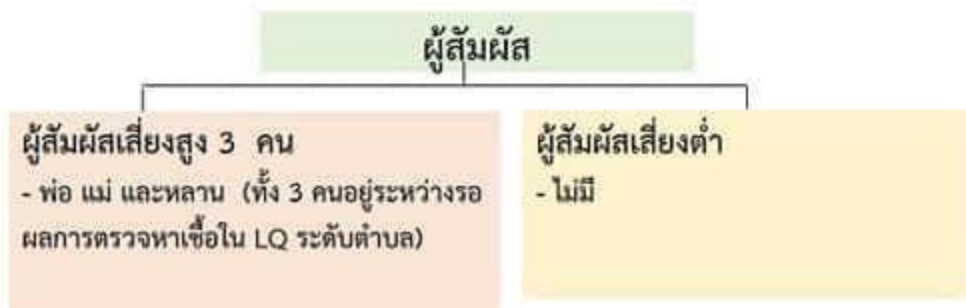 ผู้สัมผัส
ผู้สัมผัสเสี่ยงสูง 3 คน
- พ่อ แม่ และหลาน (ทั้ง 3 คนอยู่ระหว่างรอ
ผลการตรวจหาเชื้อใน LQ ระดับตำบล)
ผู้สัมผัสเสี่ยงต่ำ
- ไม่มี